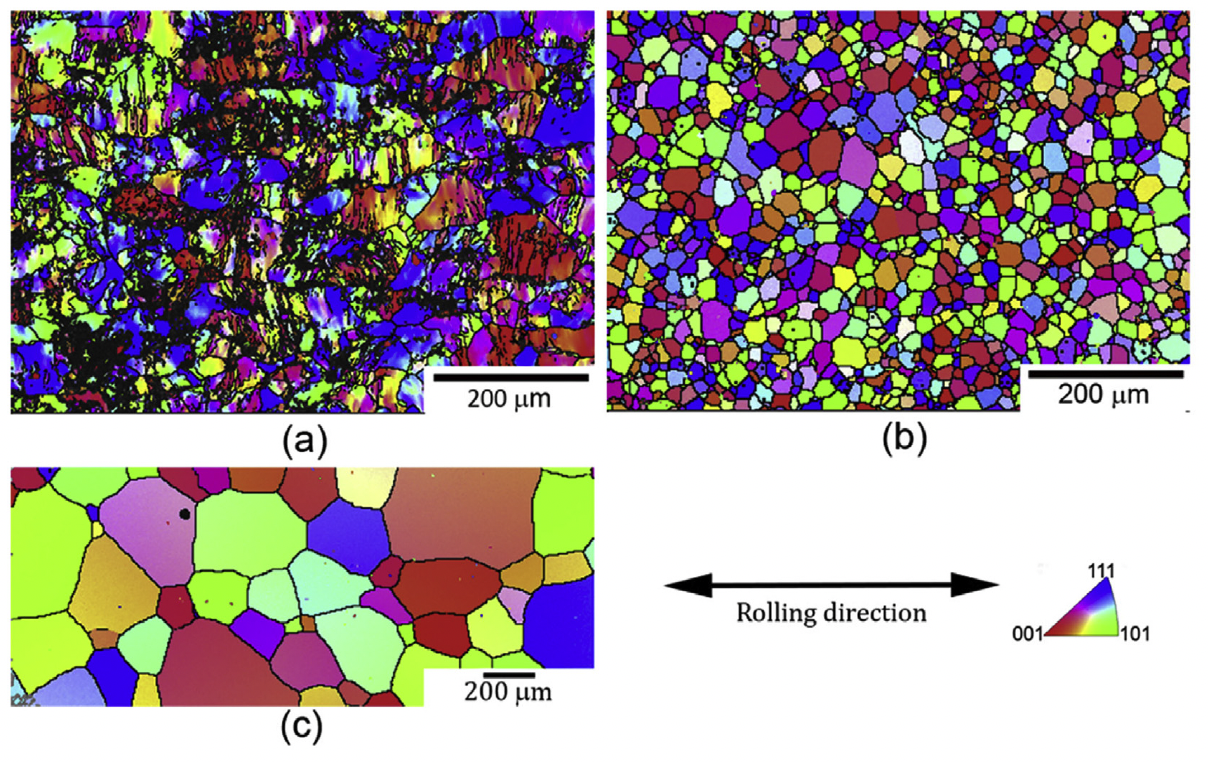 200 μm
(a)
200 μm
(b)
200 μm
(c)
Rolling direction
111
001
101